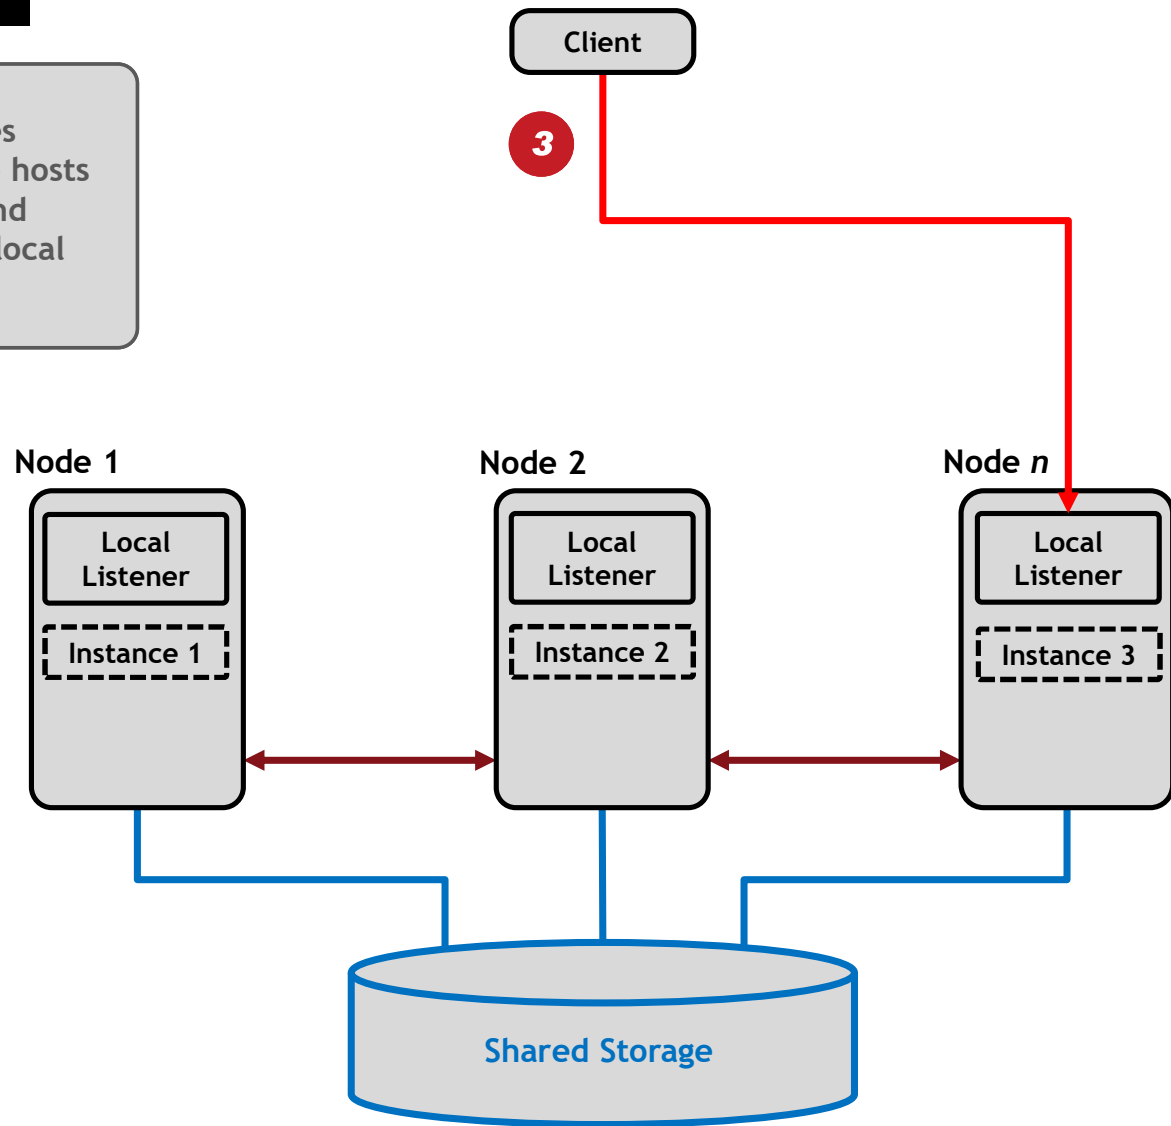 Client
3
hosts
local
Node 1
Node 2
Node n
Local
Listener
Local
Listener
Local
Listener
Instance 1
Instance 2
Instance 3
Shared Storage